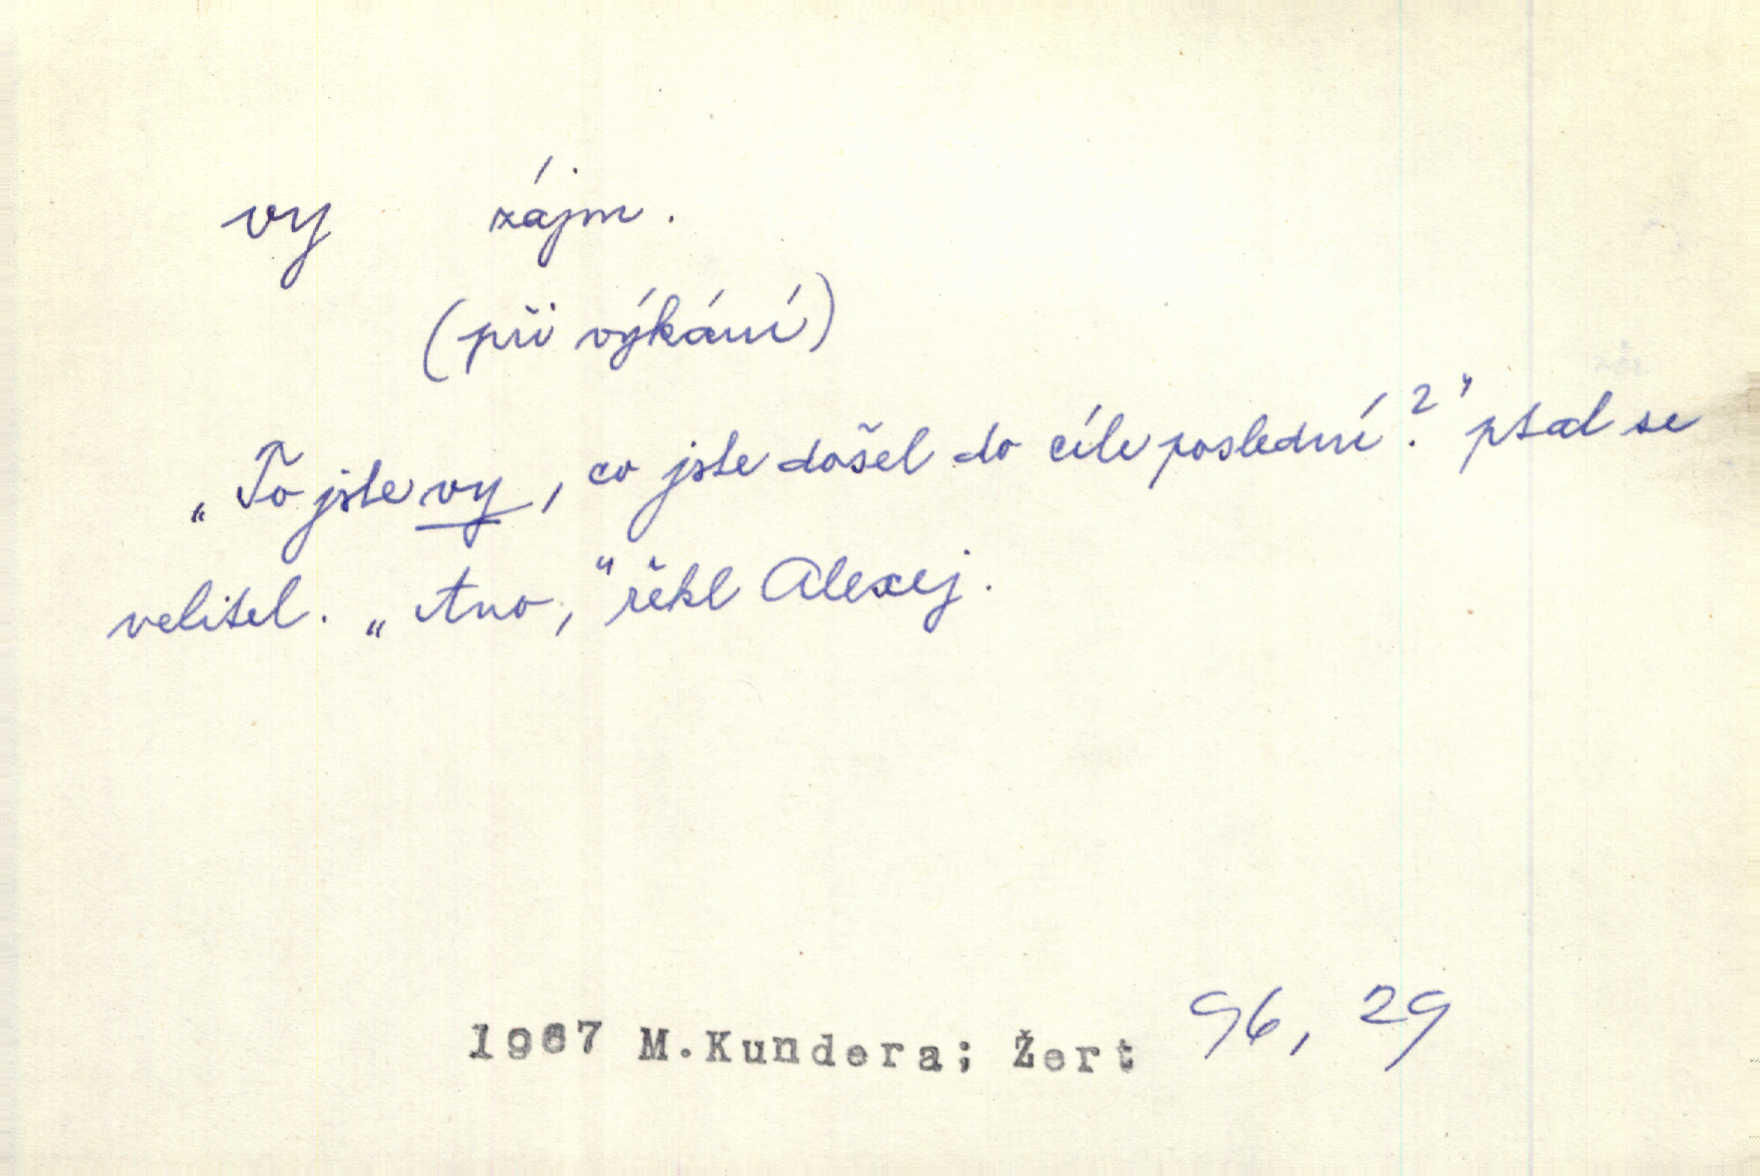 vy zájm.
(při výkání)
„To jste vy, co jste došel do cíle poslední?" ptal se
velitel. „Ano," řekl Alexej.
1967 M.Kundera; Žert 96, 29